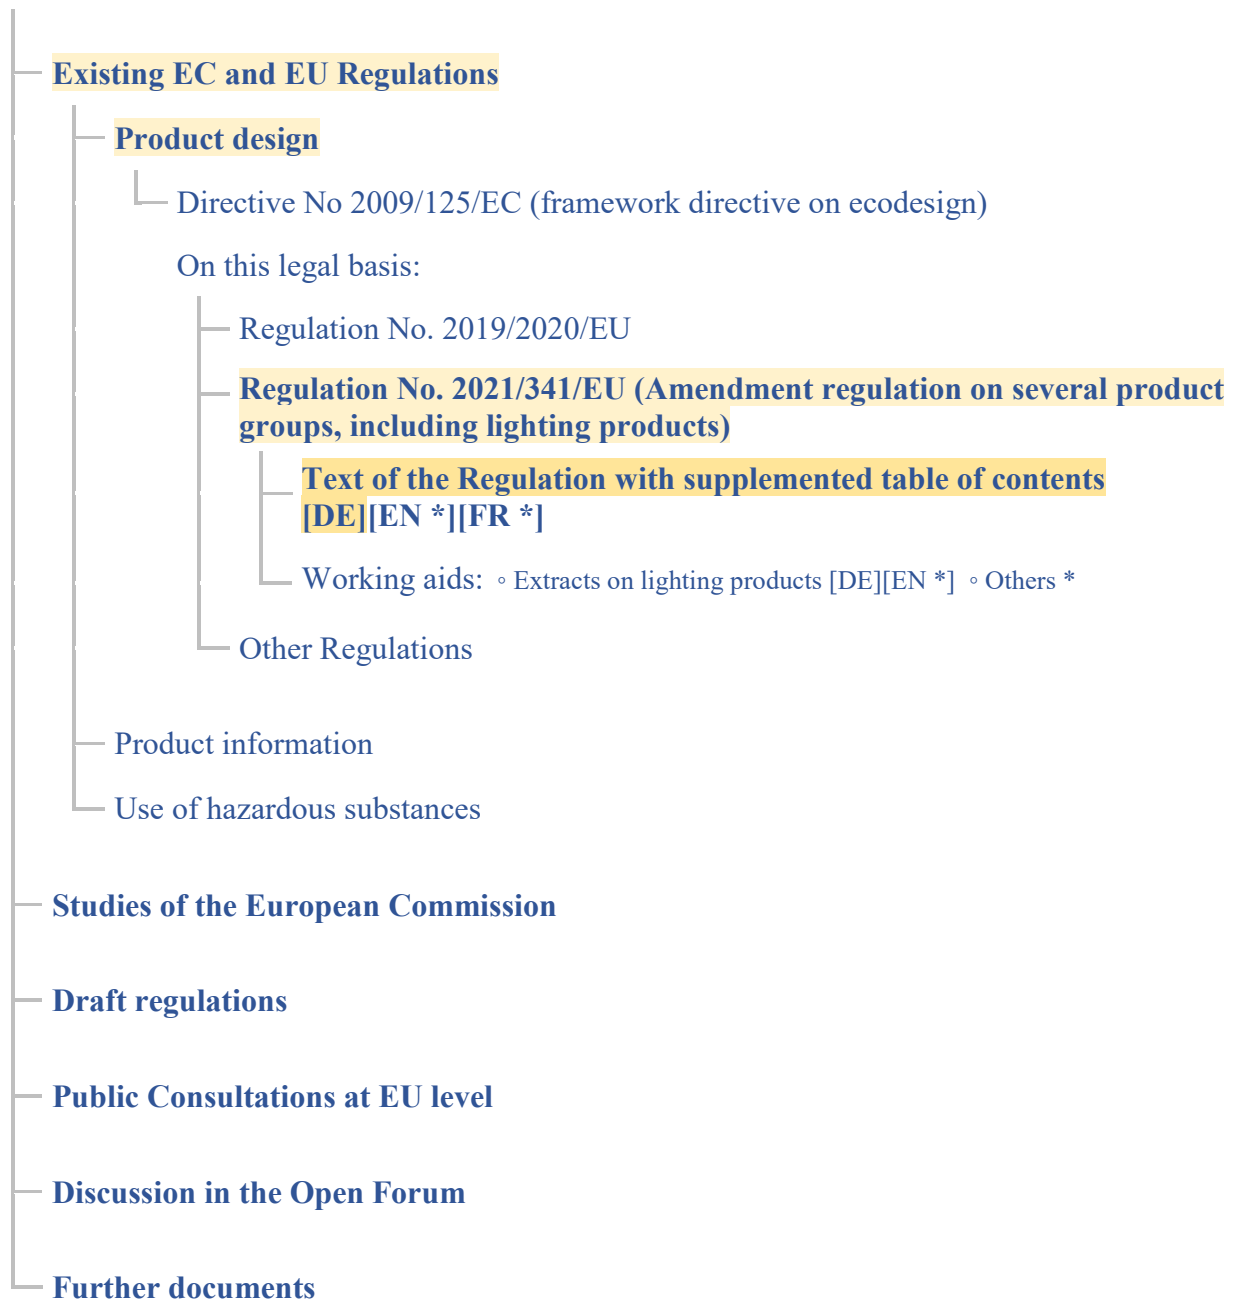 Existing EC and EU Regulations
Product design
Directive No 2009/125/EC (framework directive on ecodesign)
On this legal basis:
Regulation No. 2019/2020/EU
Regulation No. 2021/341/EU (Amendment regulation on several product
groups, including lighting products)
Text of the Regulation with supplemented table of contents
[DE][EN *][FR *]
Working aids: ◦ Extracts on lighting products [DE][EN *] ◦ Others *
Other Regulations
Product information
Use of hazardous substances
Studies of the European Commission
Draft regulations
Public Consultations at EU level
Discussion in the Open Forum
Further documents